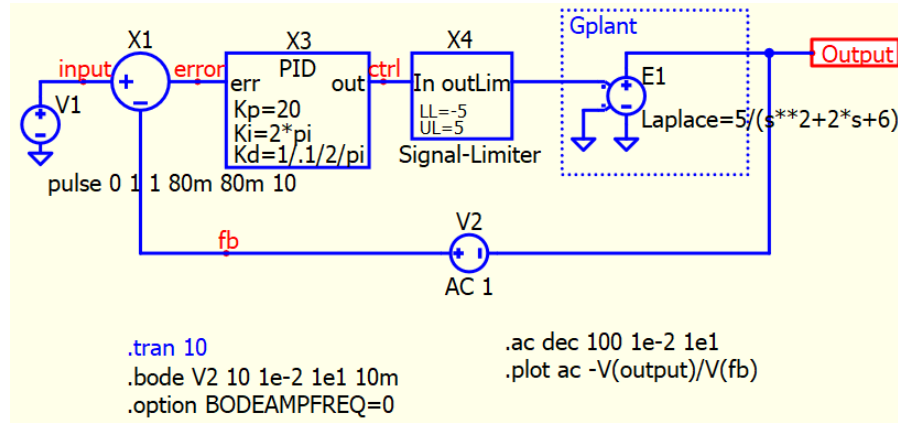 Gplant
X1
X3
X4
input
error
PID
ctrl
Output
V1
err
out
In outLim
E1
Kp=20
Ki=2*pi
Kd=1/.1/2/pi
LL=-5
UL=5
Laplace=5/(s**2+2*s+6)
Signal-Limiter
pulse 0 1 1 80m 80m 10
fb
V2
AC 1
.tran 10
.bode V2 10 1e-2 1e1 10m
.option BODEAMPFREQ=0
.ac dec 100 1e-2 1e1
.plot ac -V(output)/V(fb)